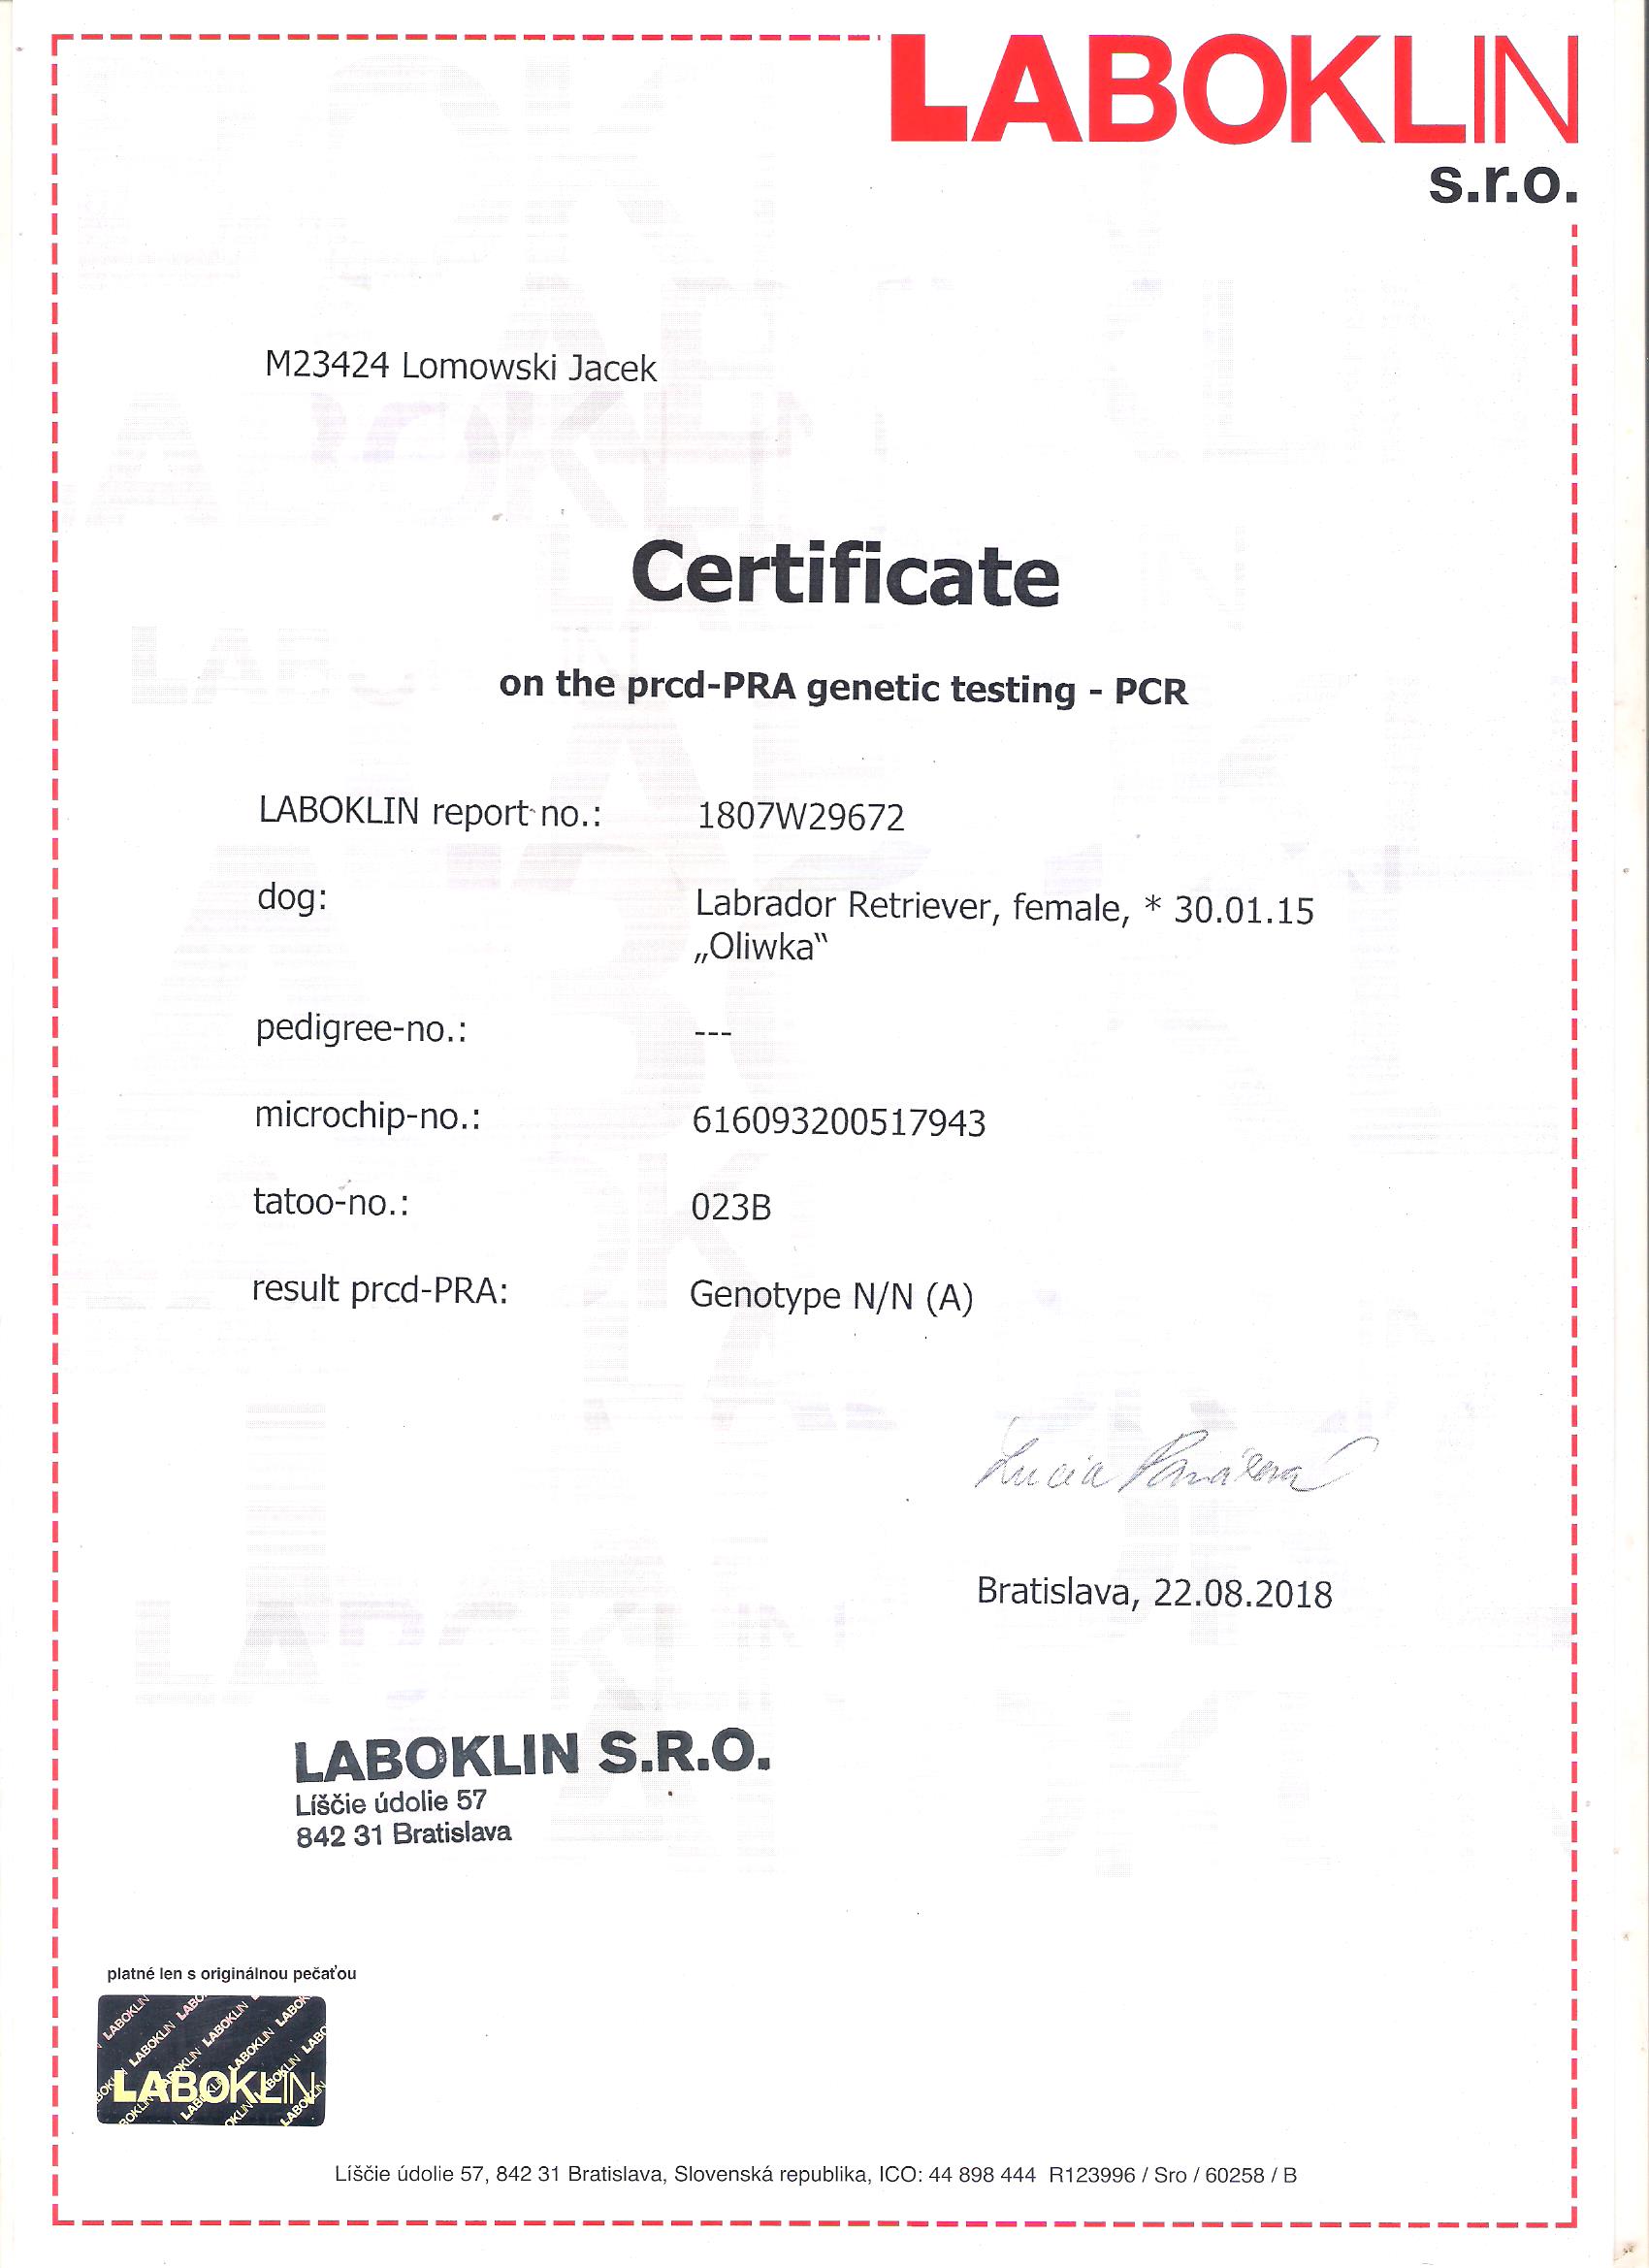 LABOKLIN
s.r.o.
M23424 Lomowski Jacek
Certificate
on the prcd-PRA genetic testing - PCR
LABOKLIN report no.: 1807W29672
dog: Labrador Retriever, female, * 30.01.15
„Oliwka“
pedigree-no.: ---
microchip-no.: 616093200517943
tatoo-no.: 023B
result prcd-PRA: Genotype N/N (A)
Lucia
Bratislava, 22.08.2018
LABOKLIN S.R.O.
Líščie údolie 57
842 31 Bratislava
platné len s originálnou pečaťou
LABOKLIN
Líščie údolie 57, 842 31 Bratislava, Slovenská republika, ICO: 44 898 444 R123996 / Sro / 60258 / B